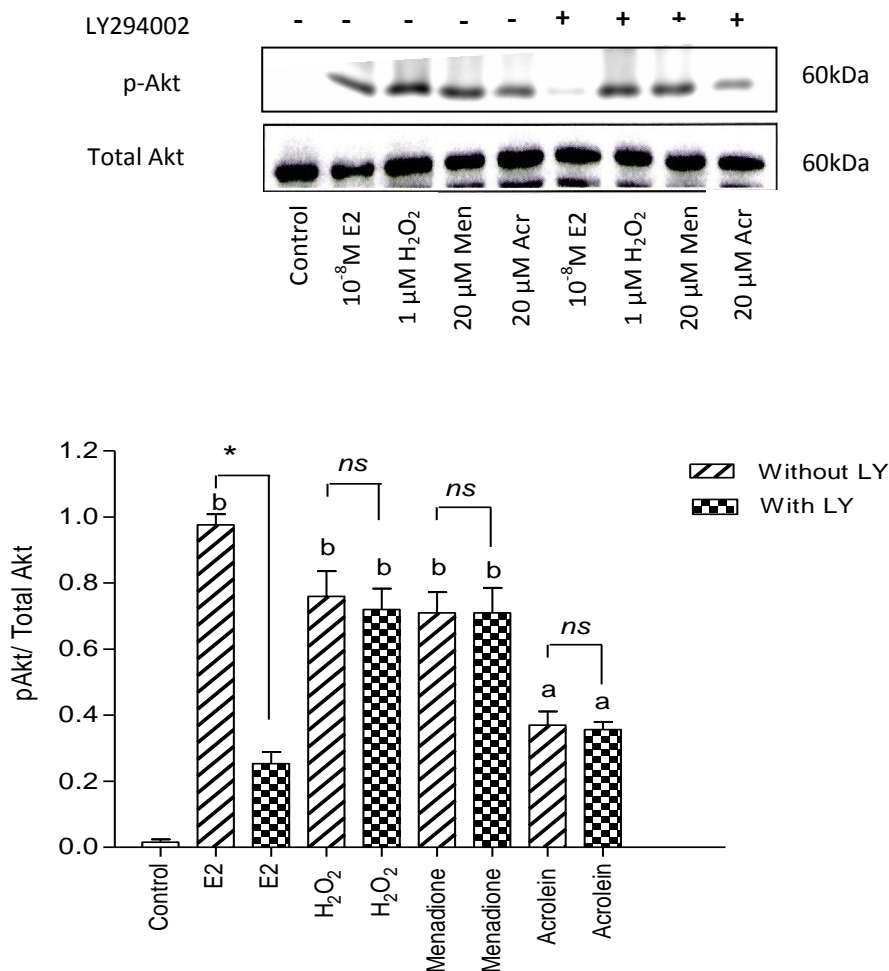 LY294002 - - - - - + + + +
p-Akt 60kDa
Total Akt 60kDa
Control
10⁻⁸M E2
1 µM H₂O₂
20 µM Men
20 µM Acr
10⁻⁸M E2
1 µM H₂O₂
20 µM Men
20 µM Acr
pAkt/ Total Akt
1.2
1.0
0.8
0.6
0.4
0.2
0.0
* ns ns ns
b b b b b a a
Without LY
With LY
Control
E2
E2
H₂O₂
H₂O₂
Menadione
Menadione
Acrolein
Acrolein